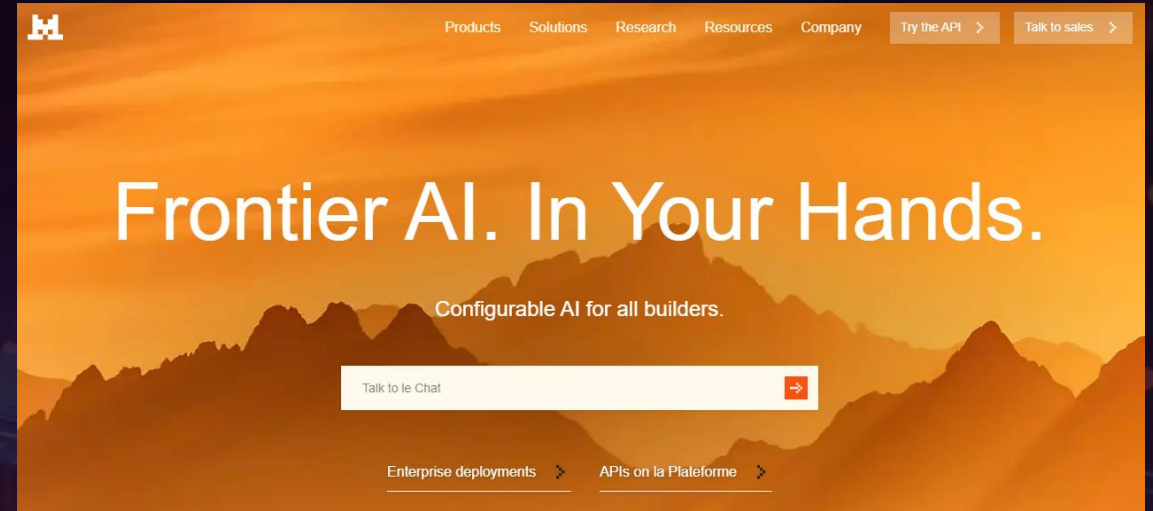 Products Solutions Research Resources Company Try the API Talk to sales
Frontier AI. In Your Hands.
Configurable AI for all builders.
Talk to le Chat
Enterprise deployments APIs on la Plateforme